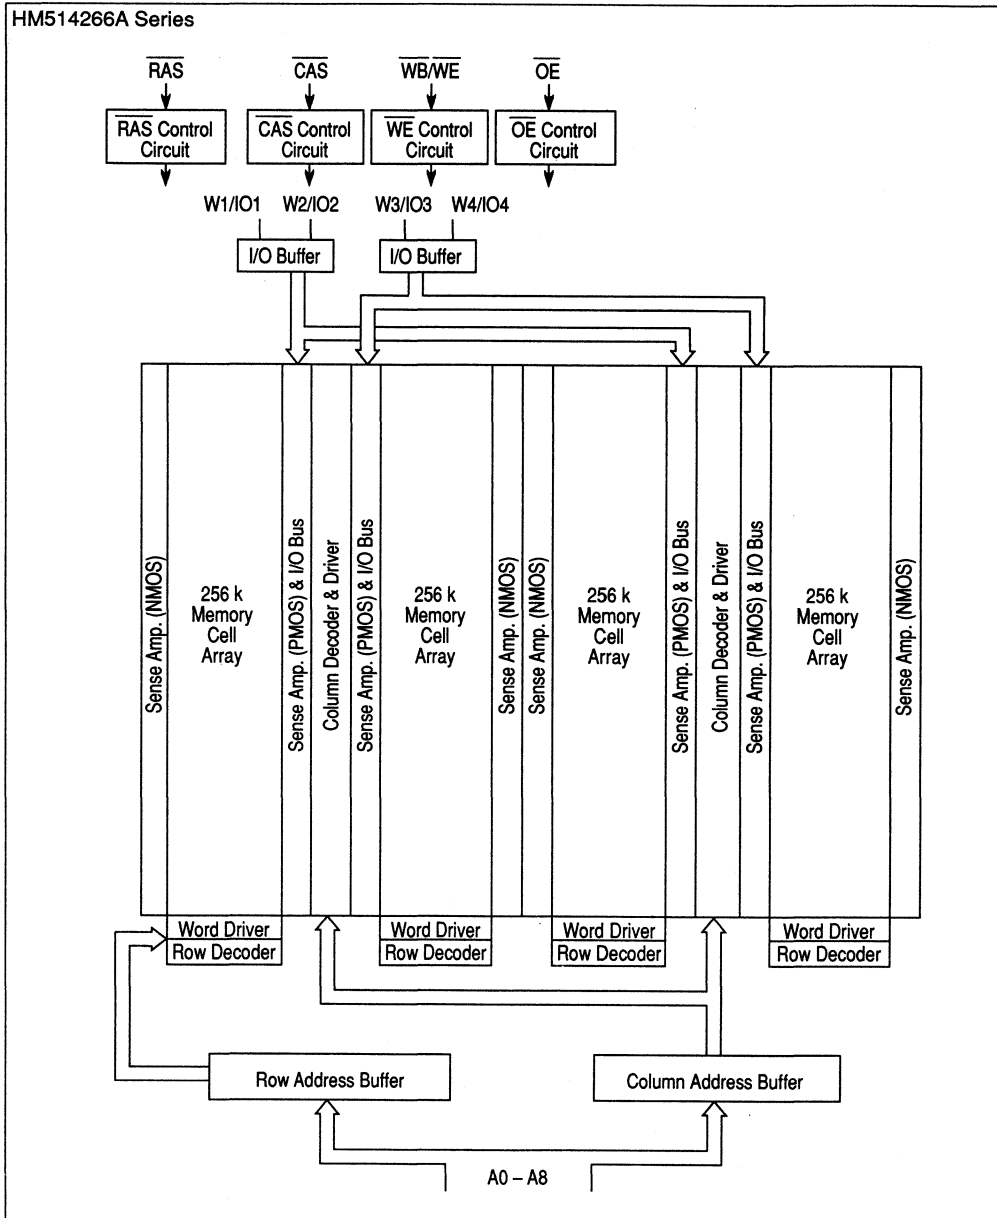 HM514266A Series
RAS CAS WB/WE OE
RAS Control Circuit
CAS Control Circuit
WE Control Circuit
OE Control Circuit
W1/IO1 W2/IO2 W3/IO3 W4/IO4
I/O Buffer I/O Buffer
Sense Amp. (NMOS)
256 k
Memory
Cell
Array
Sense Amp. (PMOS) & I/O Bus
Column Decoder & Driver
Sense Amp. (PMOS) & I/O Bus
256 k
Memory
Cell
Array
Sense Amp. (NMOS)
Sense Amp. (NMOS)
256 k
Memory
Cell
Array
Sense Amp. (PMOS) & I/O Bus
Column Decoder & Driver
Sense Amp. (PMOS) & I/O Bus
256 k
Memory
Cell
Array
Sense Amp. (NMOS)
Word Driver Word Driver Word Driver Word Driver
Row Decoder Row Decoder Row Decoder Row Decoder
Row Address Buffer Column Address Buffer
A0 – A8